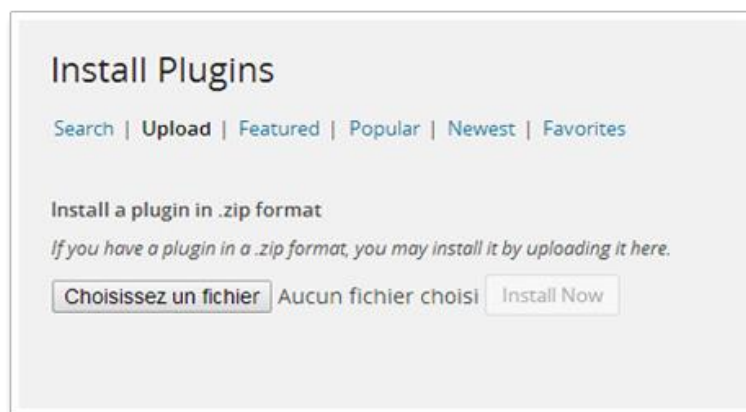 Install Plugins
Search | Upload | Featured | Popular | Newest | Favorites
Install a plugin in .zip format
If you have a plugin in a .zip format, you may install it by uploading it here.
Choisissez un fichier Aucun fichier choisi Install Now